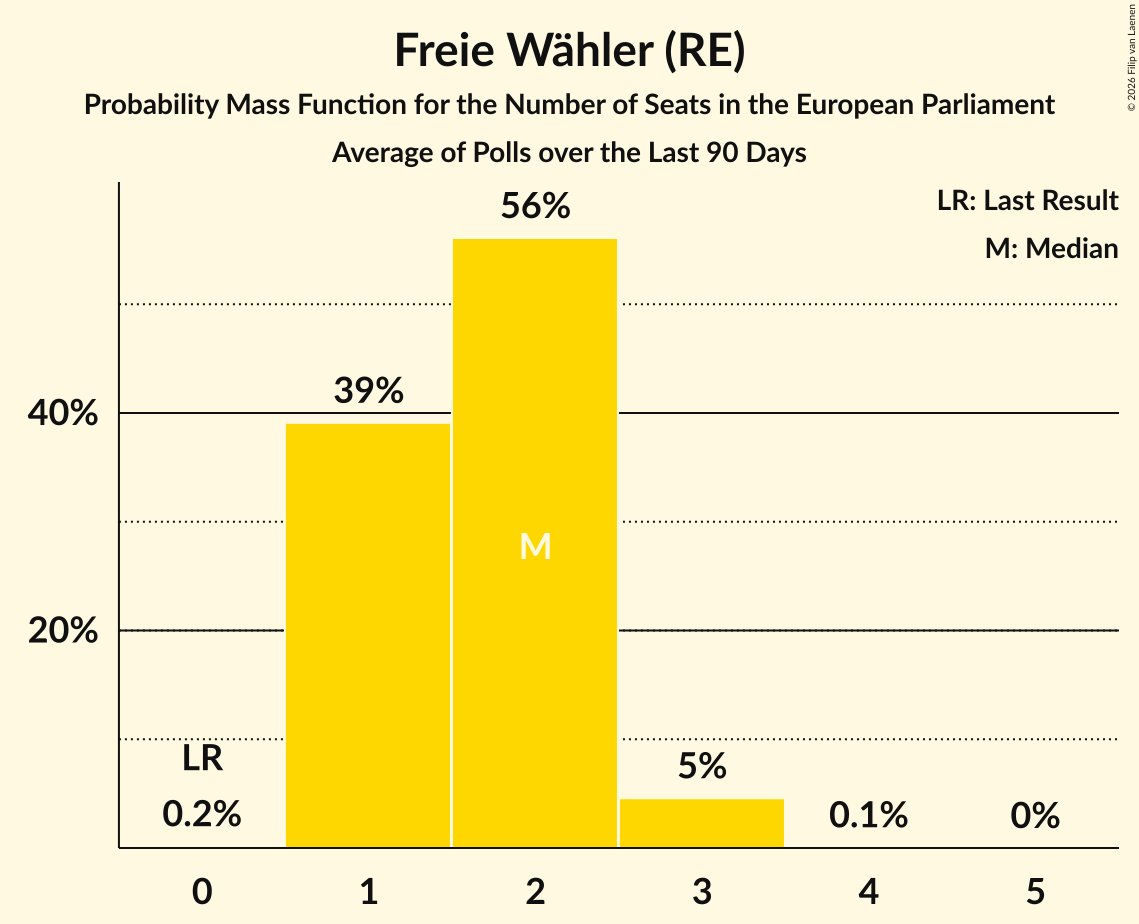 Freie Wähler (RE)
Probability Mass Function for the Number of Seats in the European Parliament
Average of Polls over the Last 90 Days
© 2026 Filip van Laenen
LR: Last Result
M: Median
56%
39%
40%
M
20%
LR
5%
0.2%
0.1%
0%
0 1 2 3 4 5